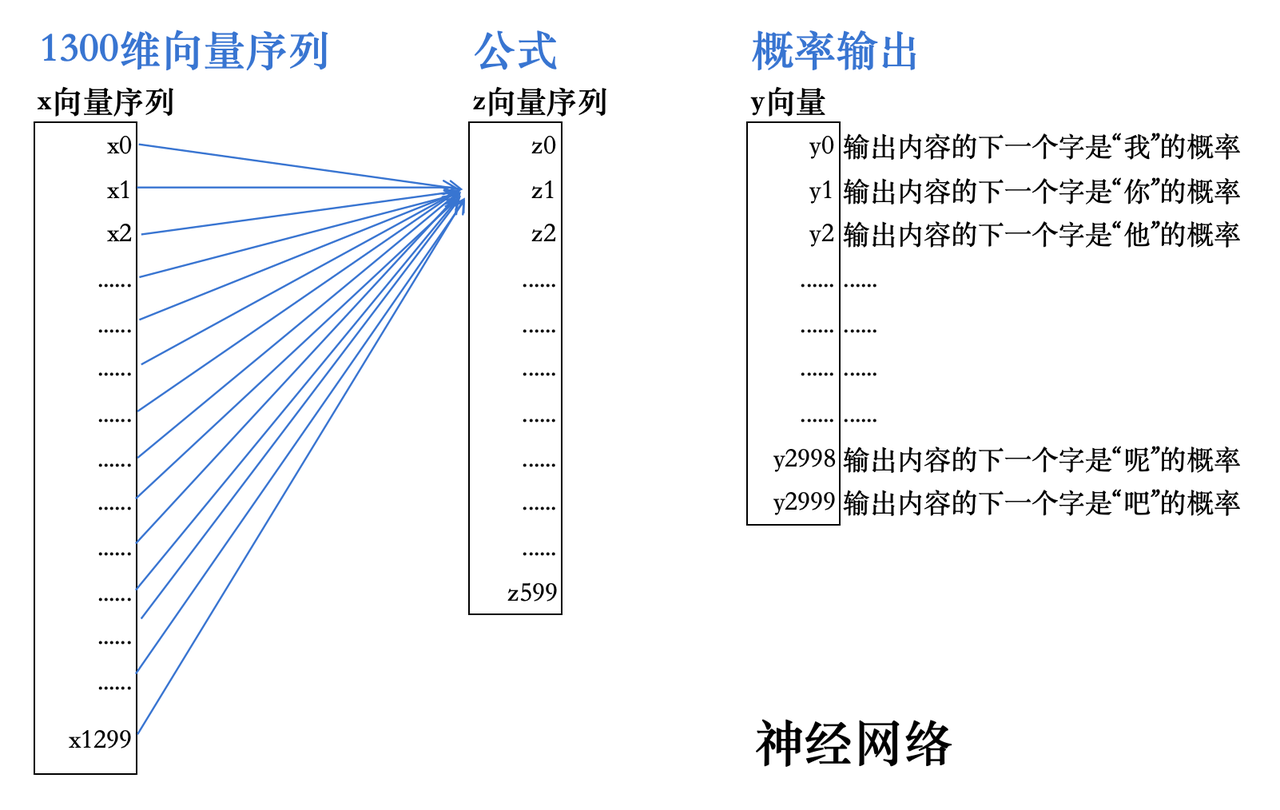 1300维向量序列
x向量序列
x0
x1
x2
......
......
......
......
......
......
......
......
......
......
x1299
公式
z向量序列
z0
z1
z2
......
......
......
......
......
......
......
z599
概率输出
y向量
y0 输出内容的下一个字是“我”的概率
y1 输出内容的下一个字是“你”的概率
y2 输出内容的下一个字是“他”的概率
...... ......
...... ......
...... ......
...... ......
y2998 输出内容的下一个字是“呢”的概率
y2999 输出内容的下一个字是“吧”的概率
神经网络